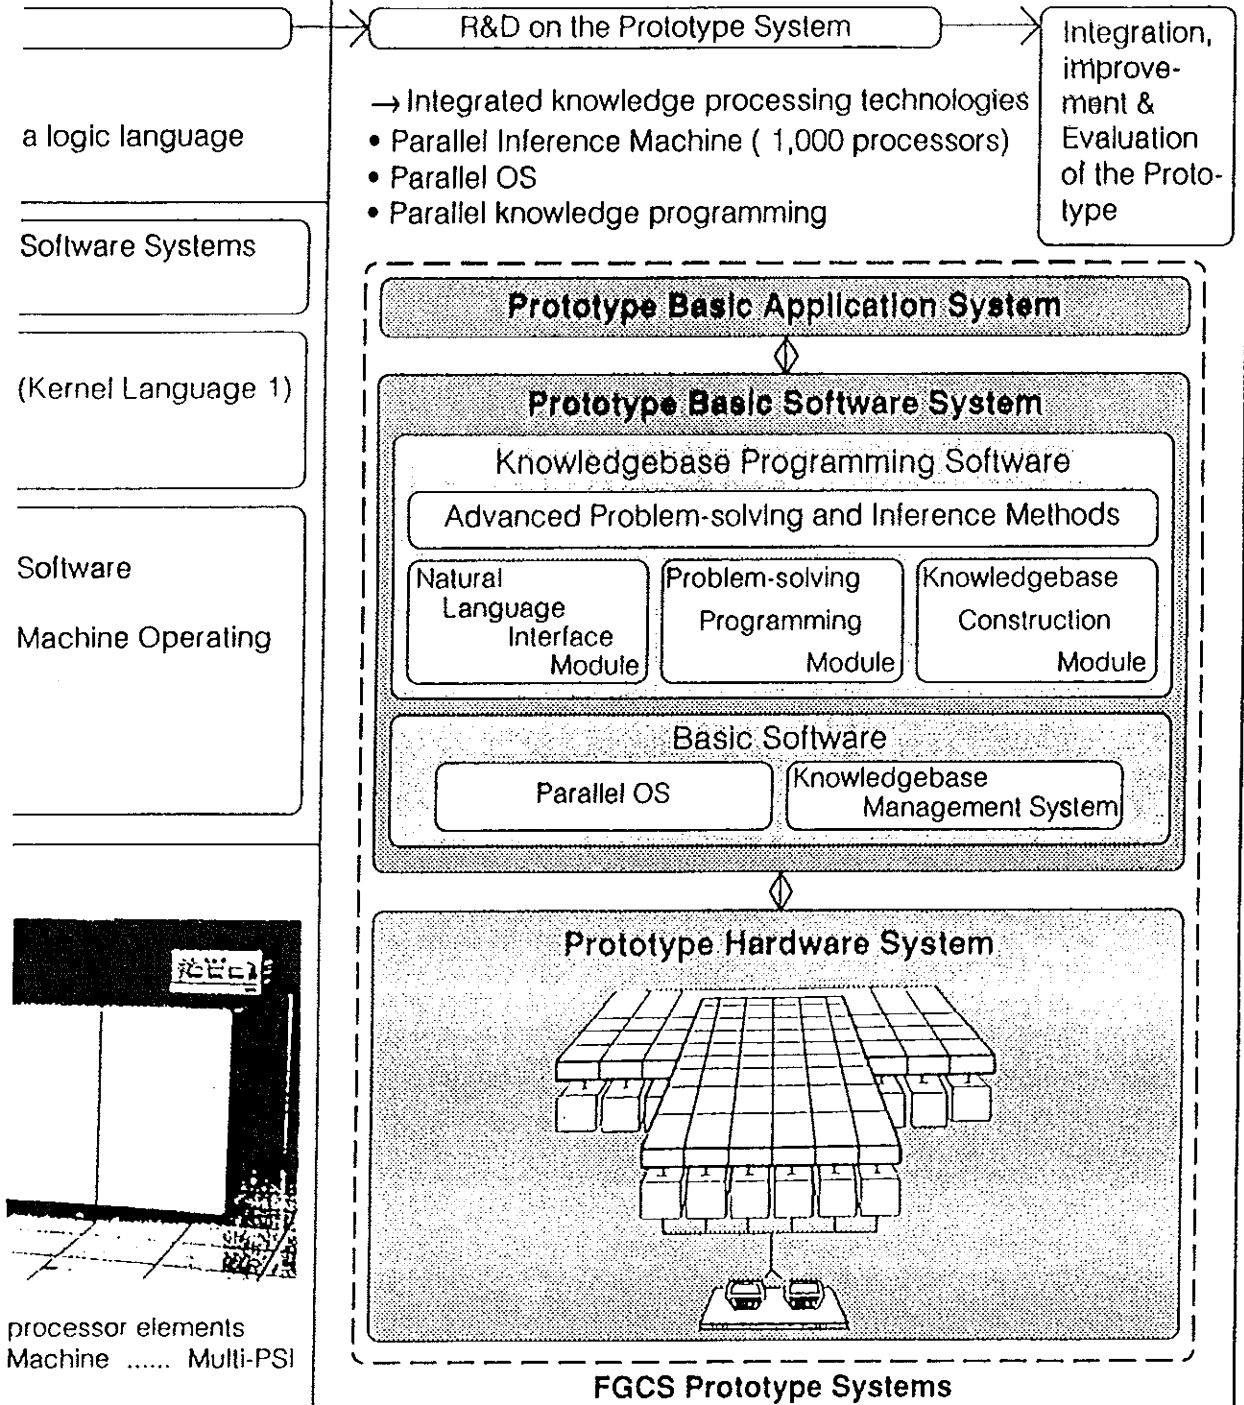 a logic language
Software Systems
(Kernel Language 1)
Software
Machine Operating
processor elements
Machine ...... Multi-PSI
R&D on the Prototype System
→ Integrated knowledge processing technologies
• Parallel Inference Machine ( 1,000 processors)
• Parallel OS
• Parallel knowledge programming
Integration,
improve-
ment &
Evaluation
of the Proto-
type
Prototype Basic Application System
Prototype Basic Software System
Knowledgebase Programming Software
Advanced Problem-solving and Inference Methods
Natural
Language
Interface
Module
Problem-solving
Programming
Module
Knowledgebase
Construction
Module
Basic Software
Parallel OS
Knowledgebase
Management System
Prototype Hardware System
FGCS Prototype Systems